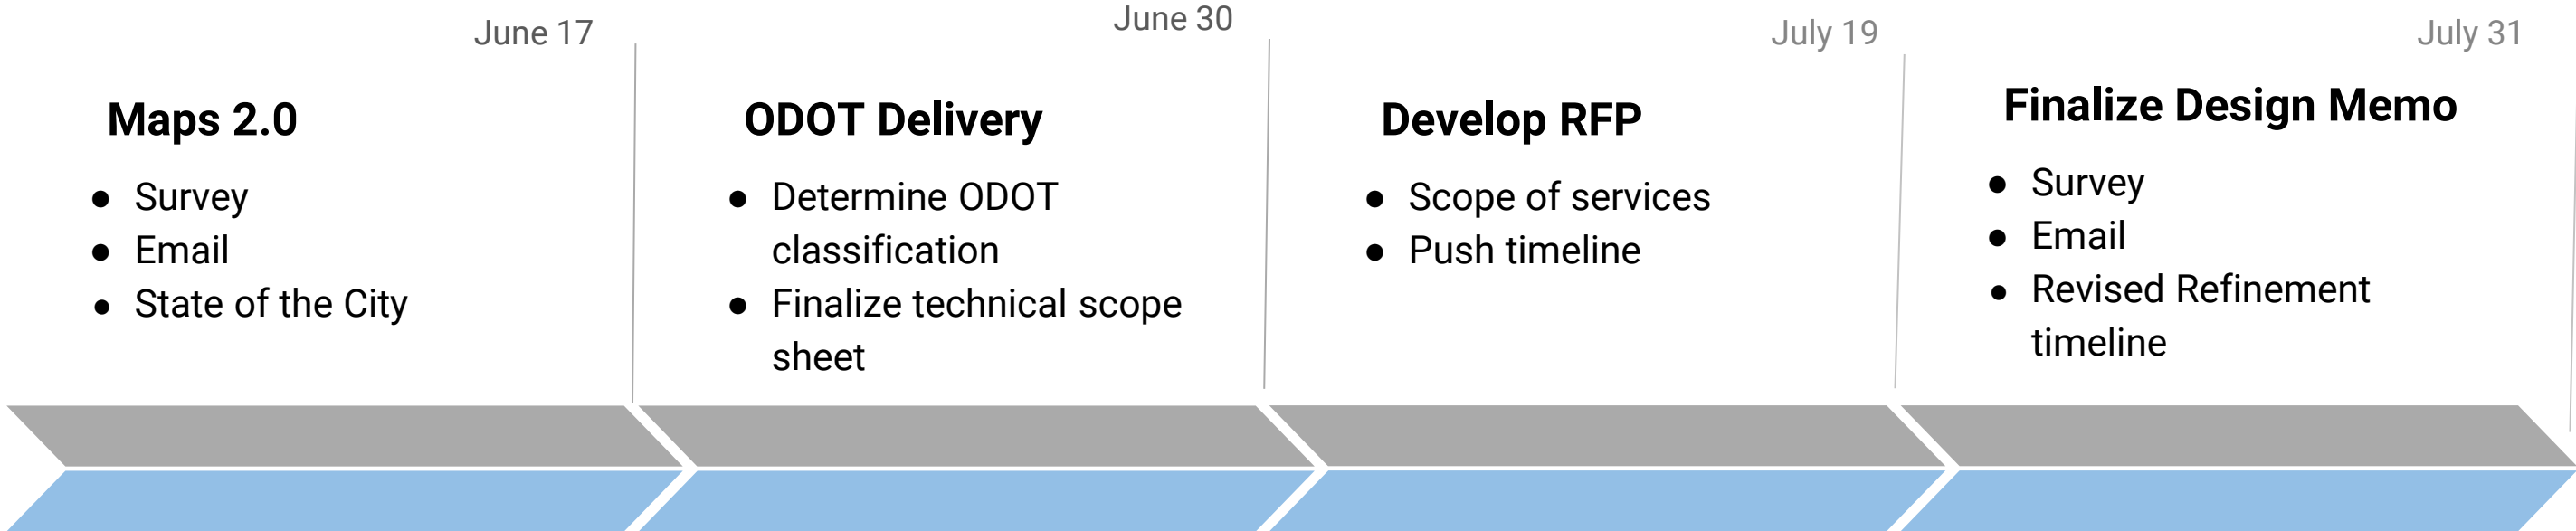 June 17
Maps 2.0
● Survey
● Email
● State of the City
June 30
ODOT Delivery
● Determine ODOT
classification
● Finalize technical scope
sheet
July 19
Develop RFP
● Scope of services
● Push timeline
July 31
Finalize Design Memo
● Survey
● Email
● Revised Refinement
timeline